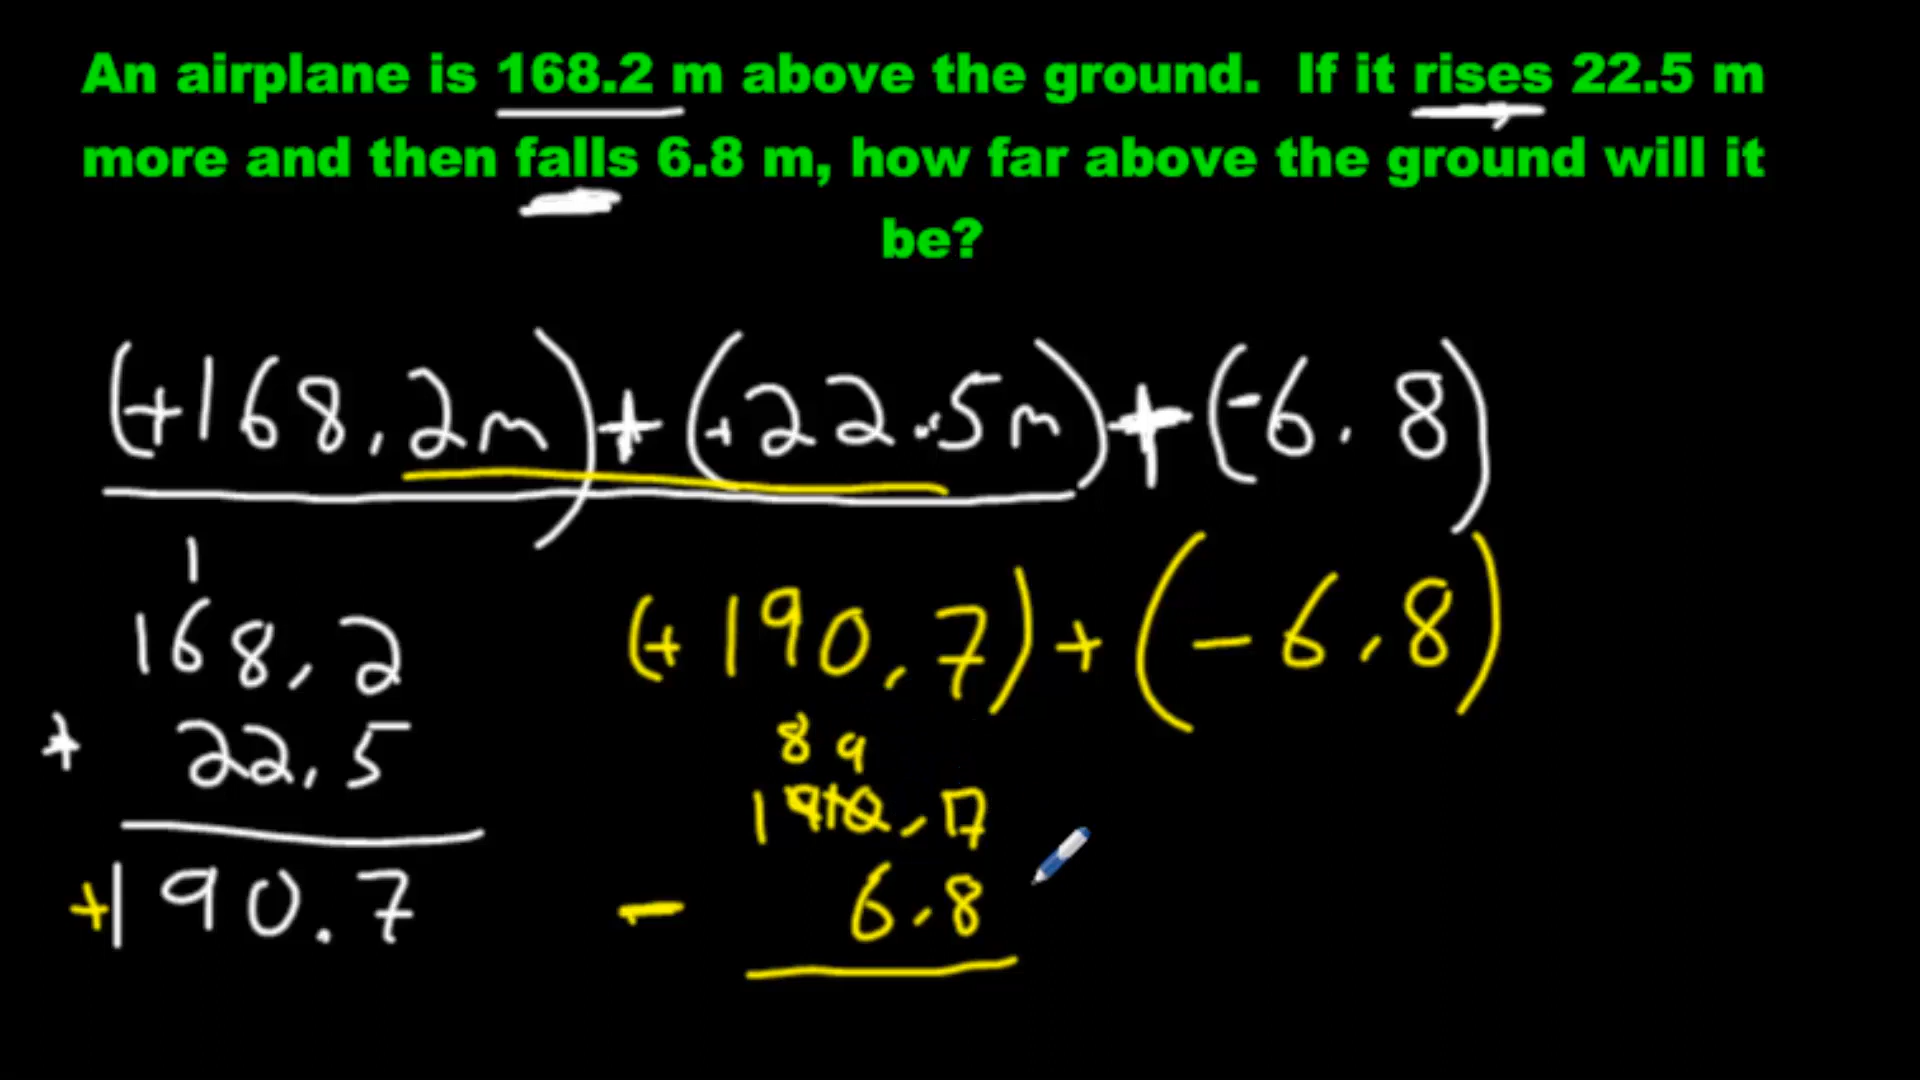 An airplane is 168.2 m above the ground. If it rises 22.5 m
more and then falls 6.8 m, how far above the ground will it
be?
(+168.2m)+(+22.5m)+(-6.8)
1
168.2
+ 22.5
+190.7
(+190.7)+(-6.8)
8 9
1910.17
- 6.8